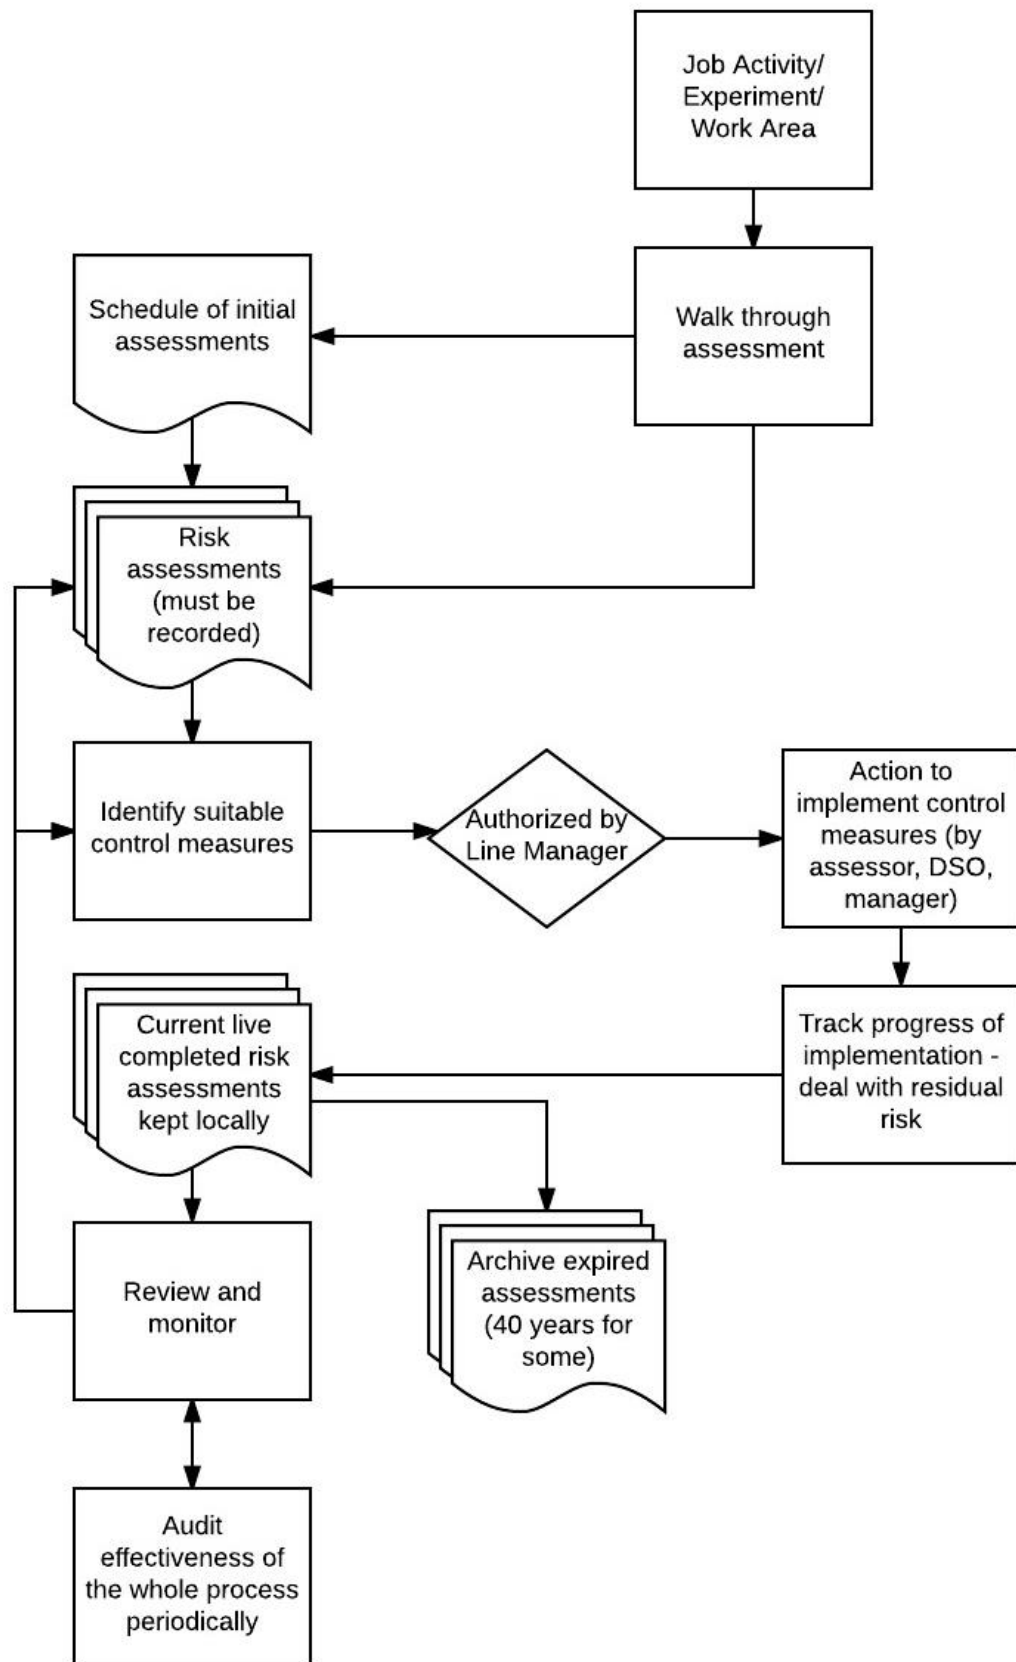 Job Activity/
Experiment/
Work Area
Schedule of initial
assessments
Walk through
assessment
Risk
assessments
(must be
recorded)
Identify suitable
control measures
Authorized by
Line Manager
Action to
implement control
measures (by
assessor, DSO,
manager)
Current live
completed risk
assessments
kept locally
Track progress of
implementation -
deal with residual
risk
Review and
monitor
Archive expired
assessments
(40 years for
some)
Audit
effectiveness of
the whole process
periodically